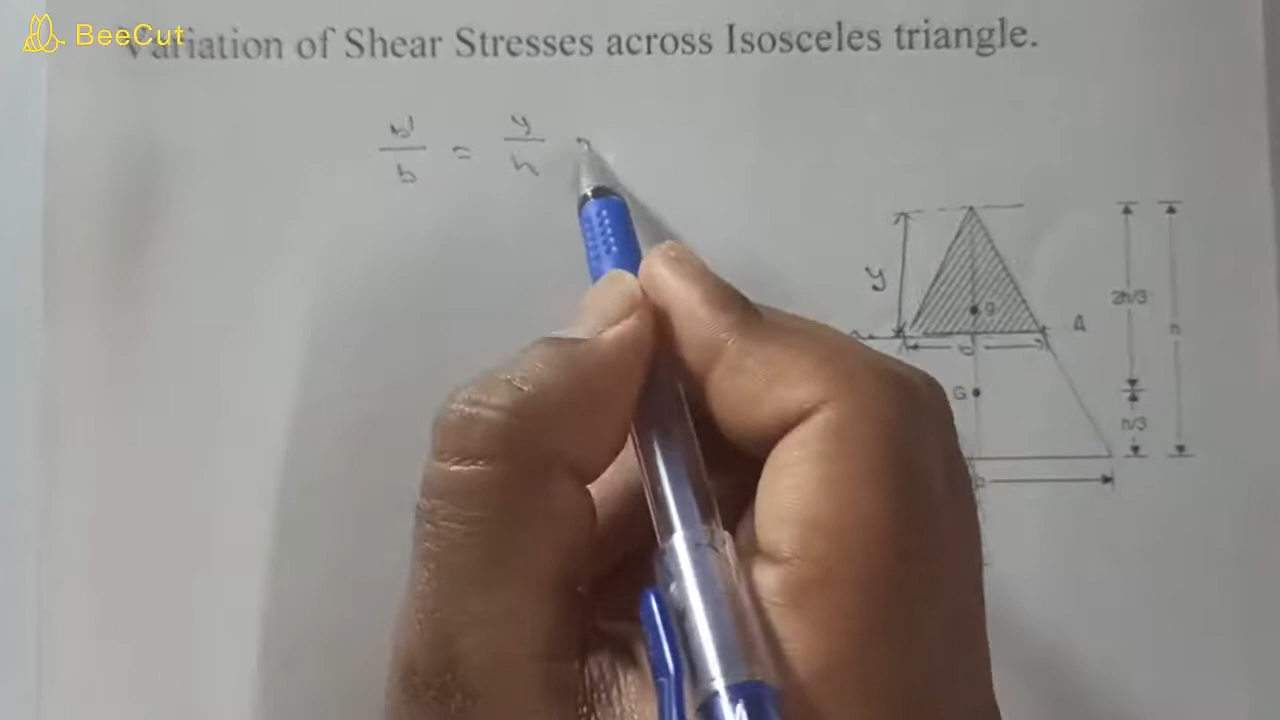 BeeCut
Variation of Shear Stresses across Isosceles triangle.
b'/b = y/h
y
2h/3
h
g
A
b'
G
h/3
b